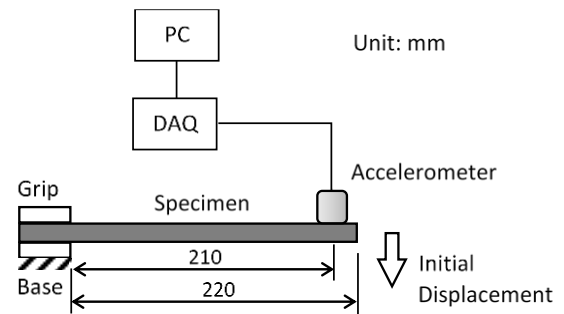 PC
Unit: mm
DAQ
Accelerometer
Grip
Specimen
210
Initial
Base
220
Displacement